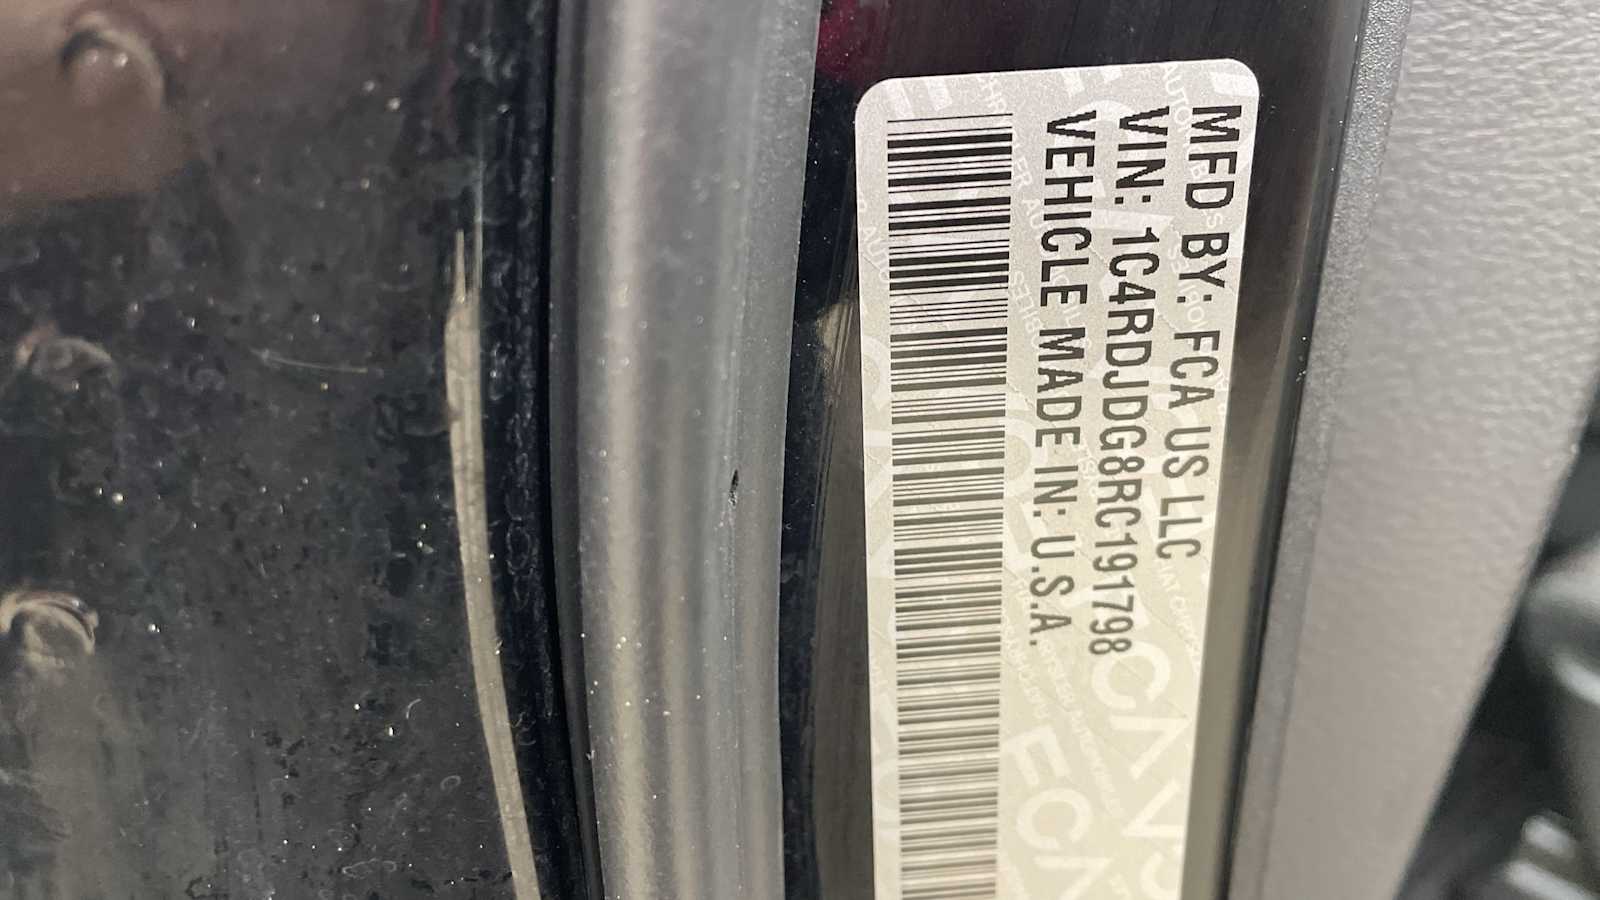 MFD BY: FCA US LLC
VIN: 1C4RDJDG8RC191798
VEHICLE MADE IN: U.S.A.